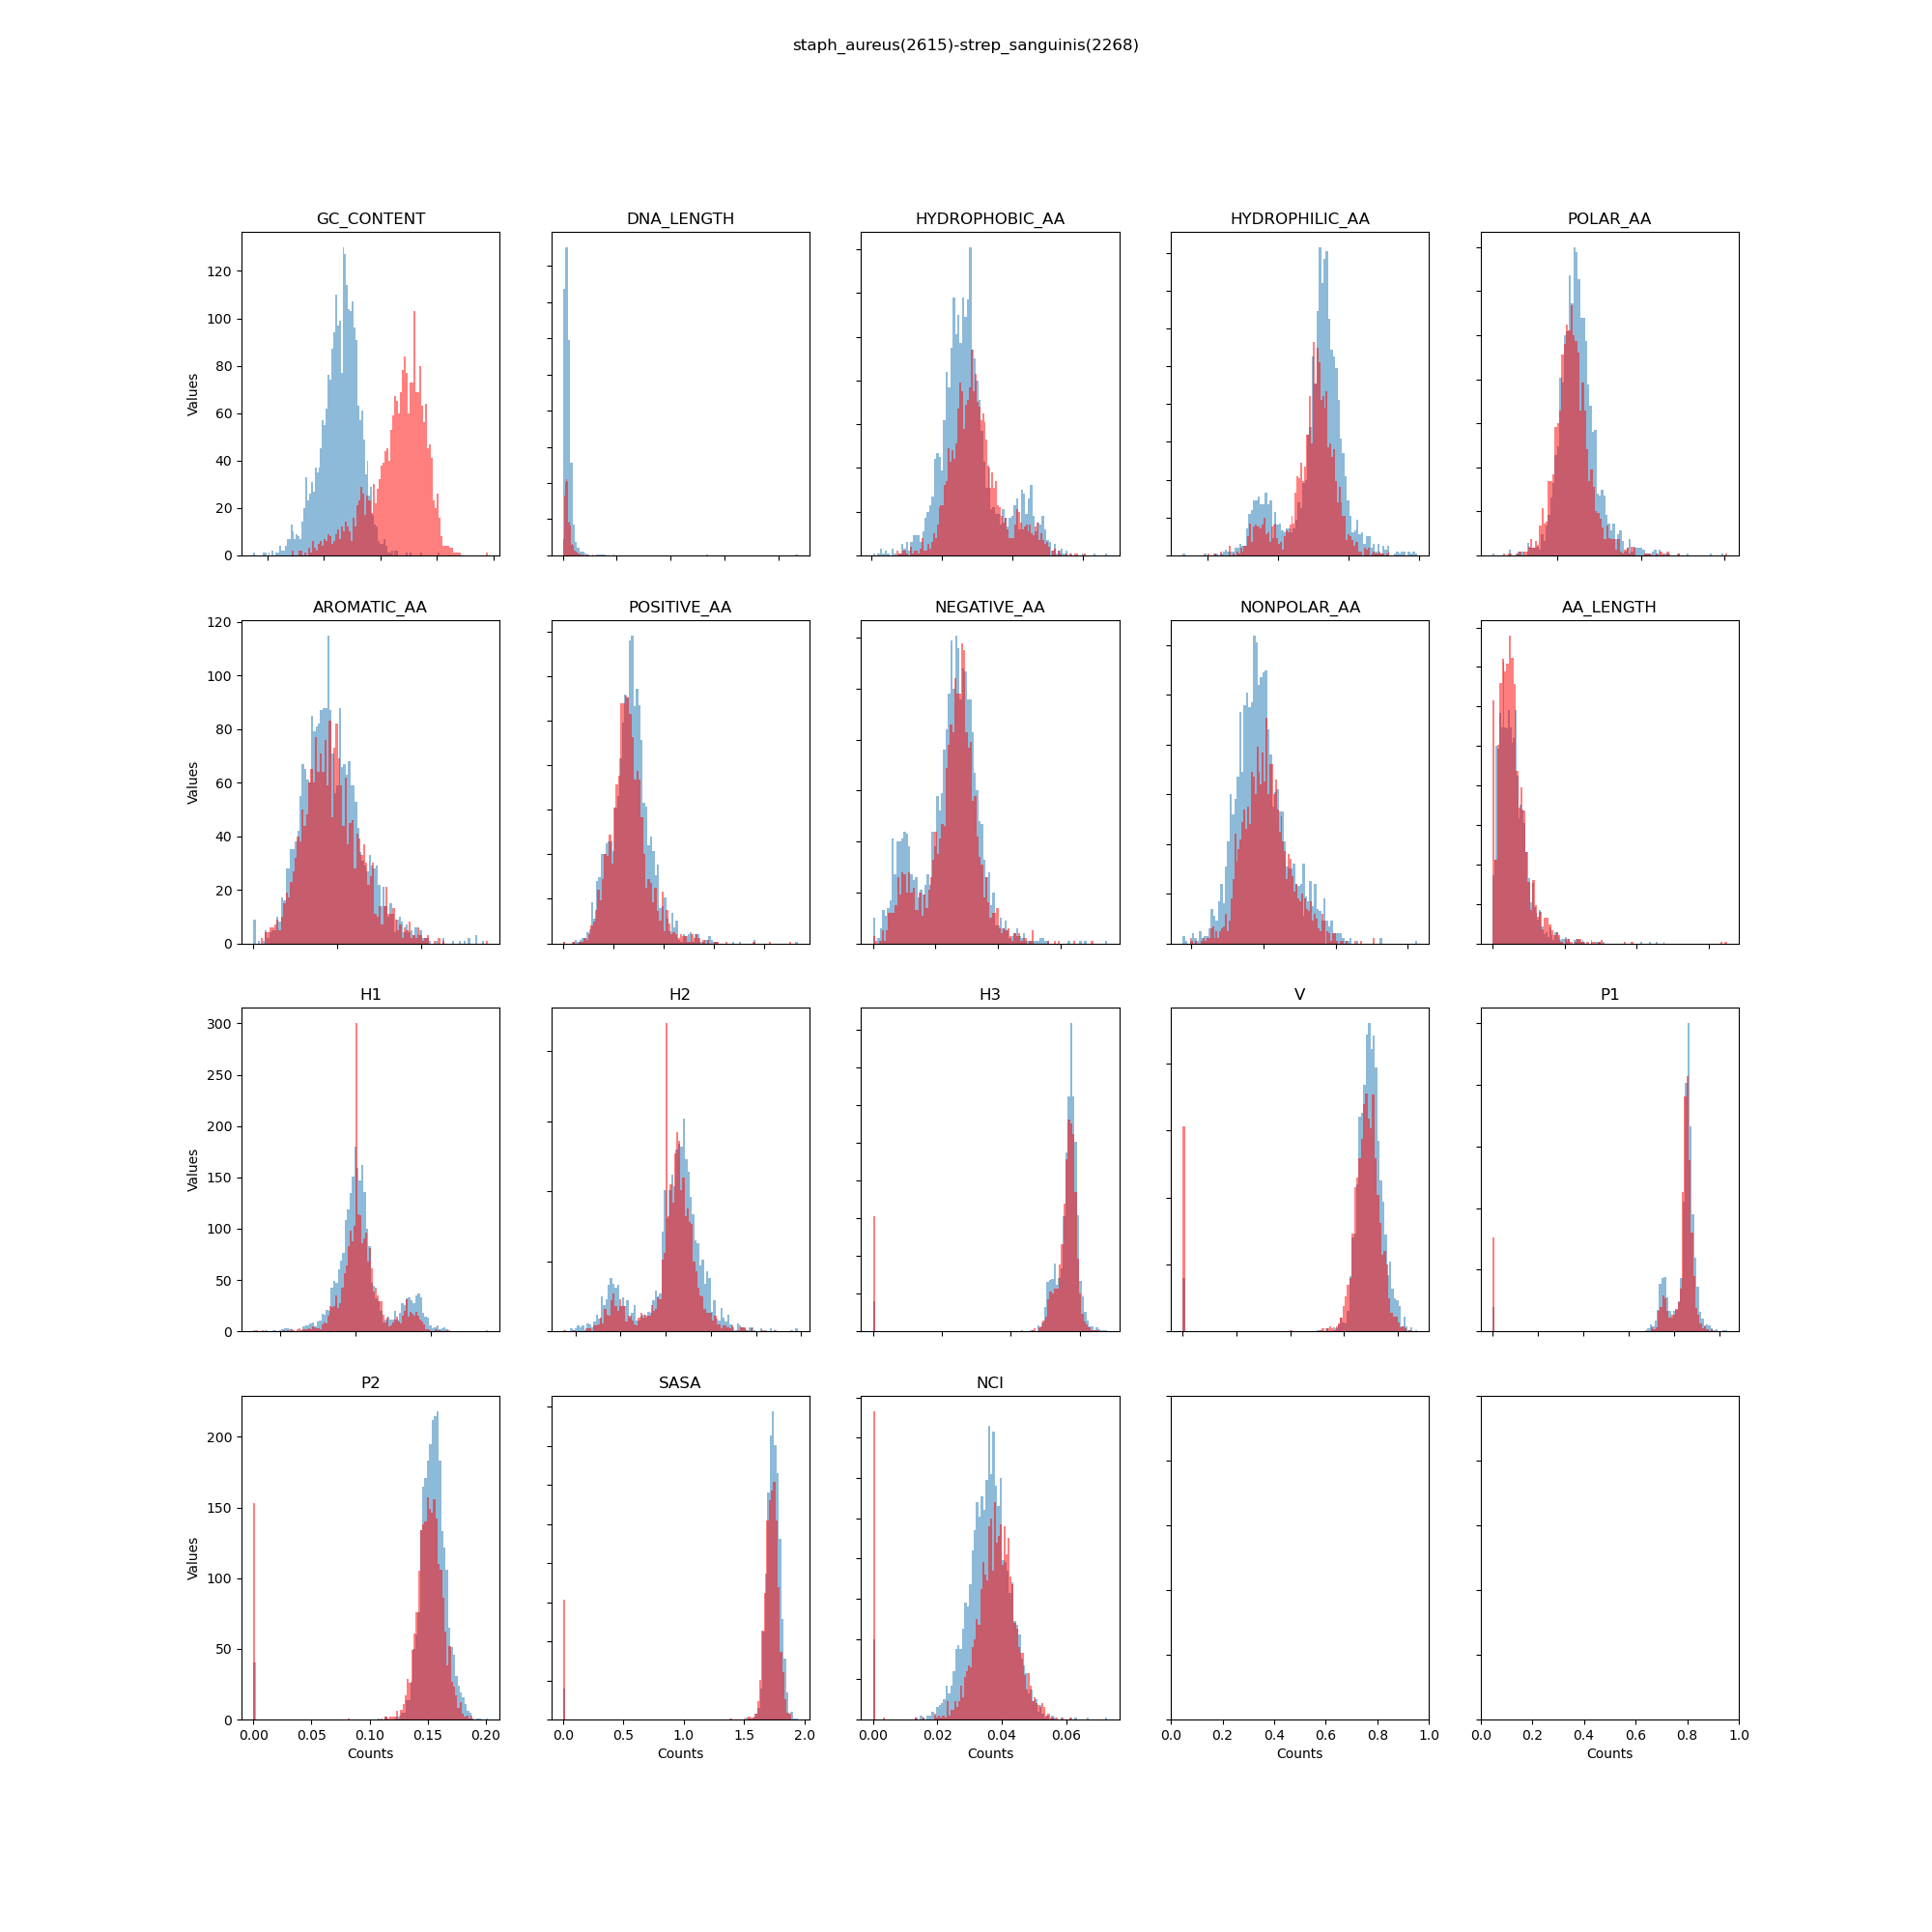 staph_aureus(2615)-strep_sanguinis(2268)
GC_CONTENT DNA_LENGTH HYDROPHOBIC_AA HYDROPHILIC_AA POLAR_AA
120
100
80
60
40
20
0
Values
AROMATIC_AA POSITIVE_AA NEGATIVE_AA NONPOLAR_AA AA_LENGTH
120
100
80
60
40
20
0
Values
H1 H2 H3 V P1
300
250
200
150
100
50
0
Values
P2 SASA NCI
200
150
100
50
0
Values
0.00 0.05 0.10 0.15 0.20 0.0 0.5 1.0 1.5 2.0 0.00 0.02 0.04 0.06 0.0 0.2 0.4 0.6 0.8 1.0 0.0 0.2 0.4 0.6 0.8 1.0
Counts Counts Counts Counts Counts